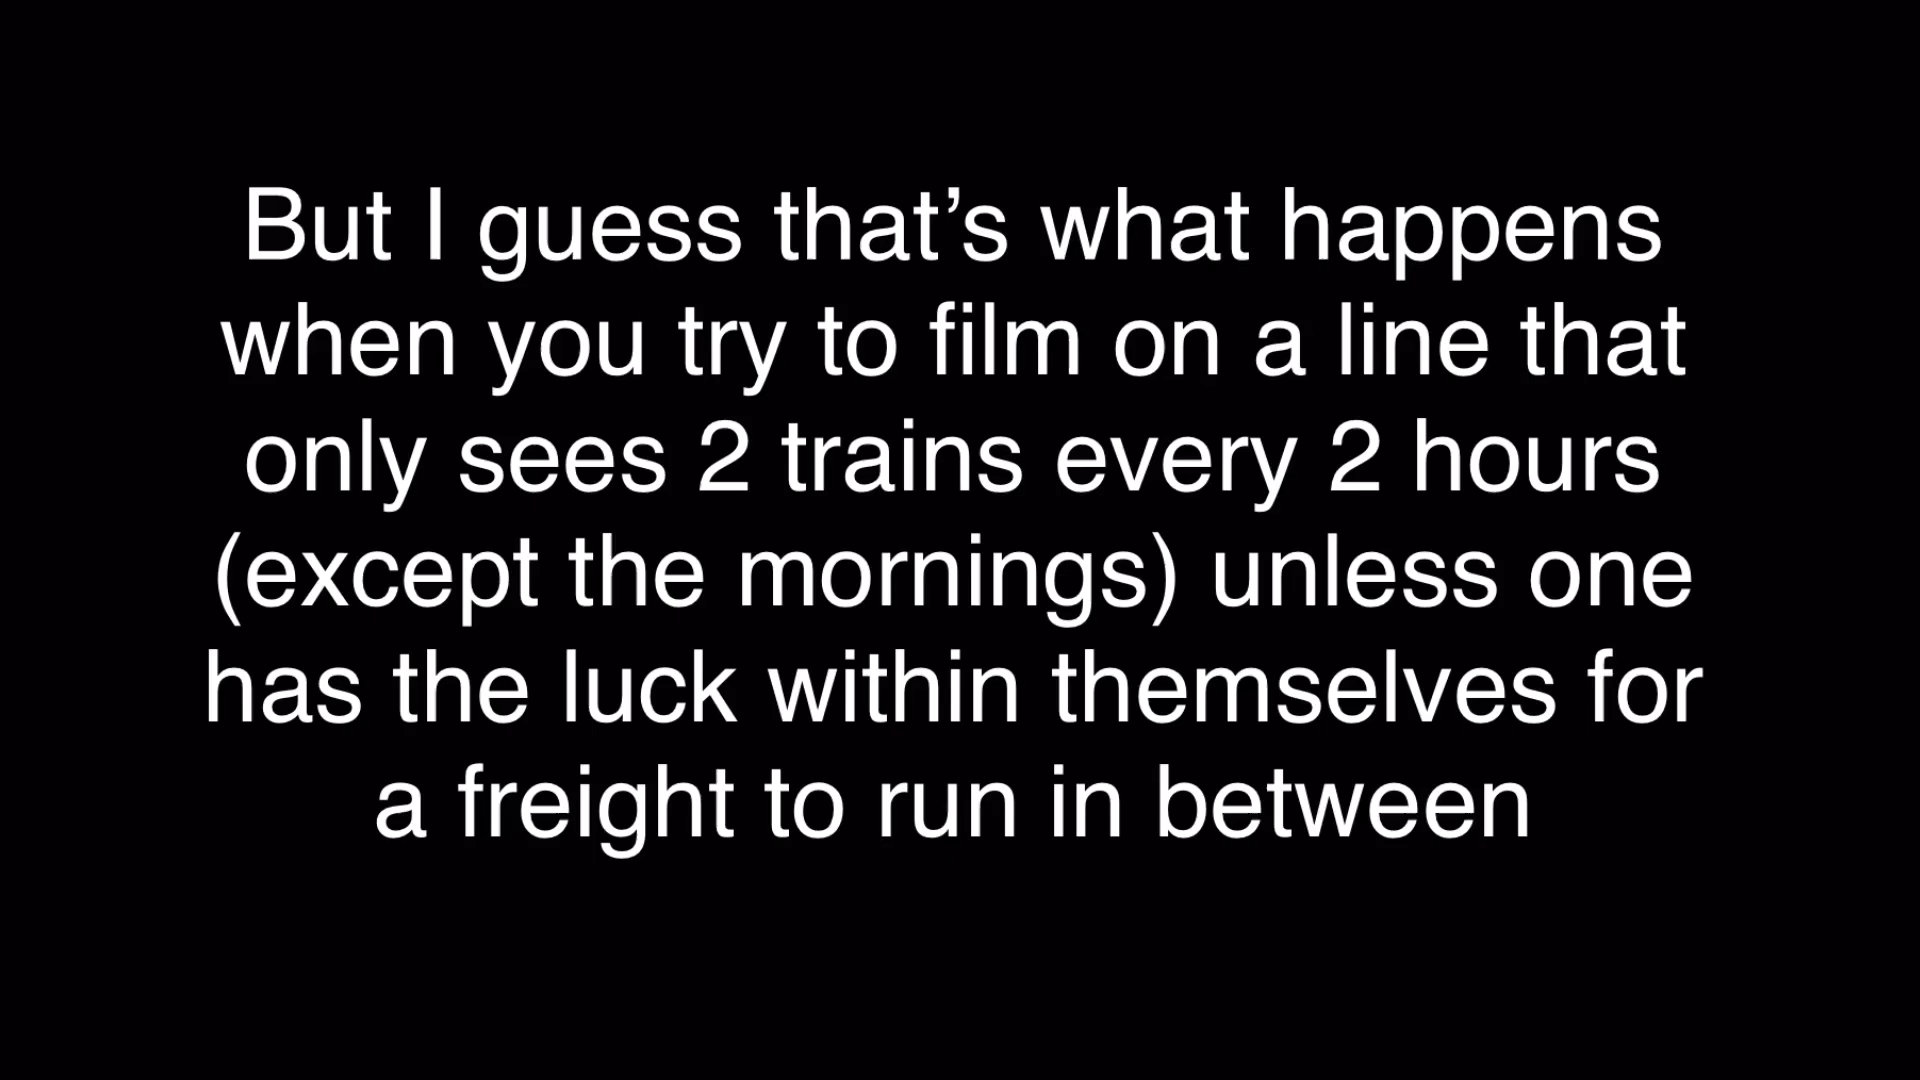 But I guess that’s what happens
when you try to film on a line that
only sees 2 trains every 2 hours
(except the mornings) unless one
has the luck within themselves for
a freight to run in between